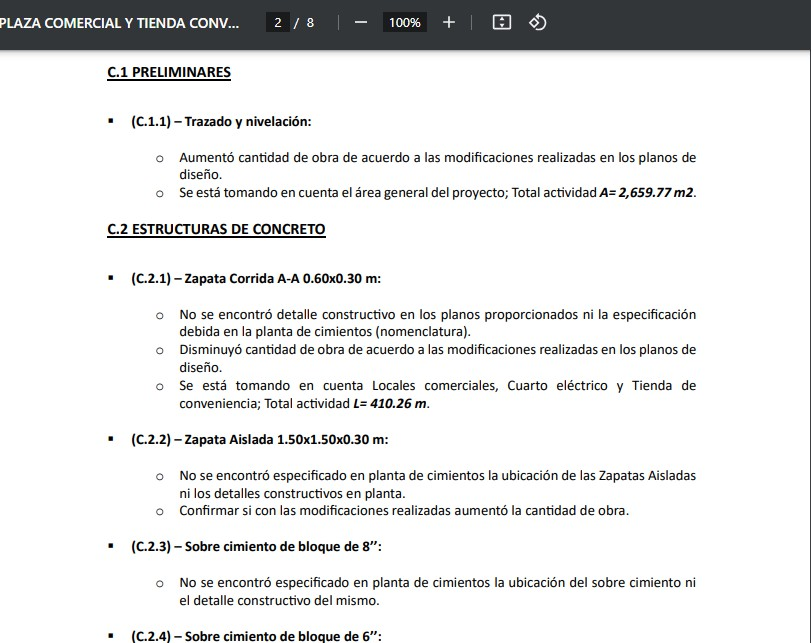 PLAZA COMERCIAL Y TIENDA CONV...
2 / 8
100%
C.1 PRELIMINARES
▪ (C.1.1) – Trazado y nivelación:
o Aumentó cantidad de obra de acuerdo a las modificaciones realizadas en los planos de
diseño.
o Se está tomando en cuenta el área general del proyecto; Total actividad A= 2,659.77 m2.
C.2 ESTRUCTURAS DE CONCRETO
▪ (C.2.1) – Zapata Corrida A-A 0.60x0.30 m:
o No se encontró detalle constructivo en los planos proporcionados ni la especificación
debida en la planta de cimientos (nomenclatura).
o Disminuyó cantidad de obra de acuerdo a las modificaciones realizadas en los planos de
diseño.
o Se está tomando en cuenta Locales comerciales, Cuarto eléctrico y Tienda de
conveniencia; Total actividad L= 410.26 m.
▪ (C.2.2) – Zapata Aislada 1.50x1.50x0.30 m:
o No se encontró especificado en planta de cimientos la ubicación de las Zapatas Aisladas
ni los detalles constructivos en planta.
o Confirmar si con las modificaciones realizadas aumentó la cantidad de obra.
▪ (C.2.3) – Sobre cimiento de bloque de 8’’:
o No se encontró especificado en planta de cimientos la ubicación del sobre cimiento ni
el detalle constructivo del mismo.
▪ (C.2.4) – Sobre cimiento de bloque de 6’’: